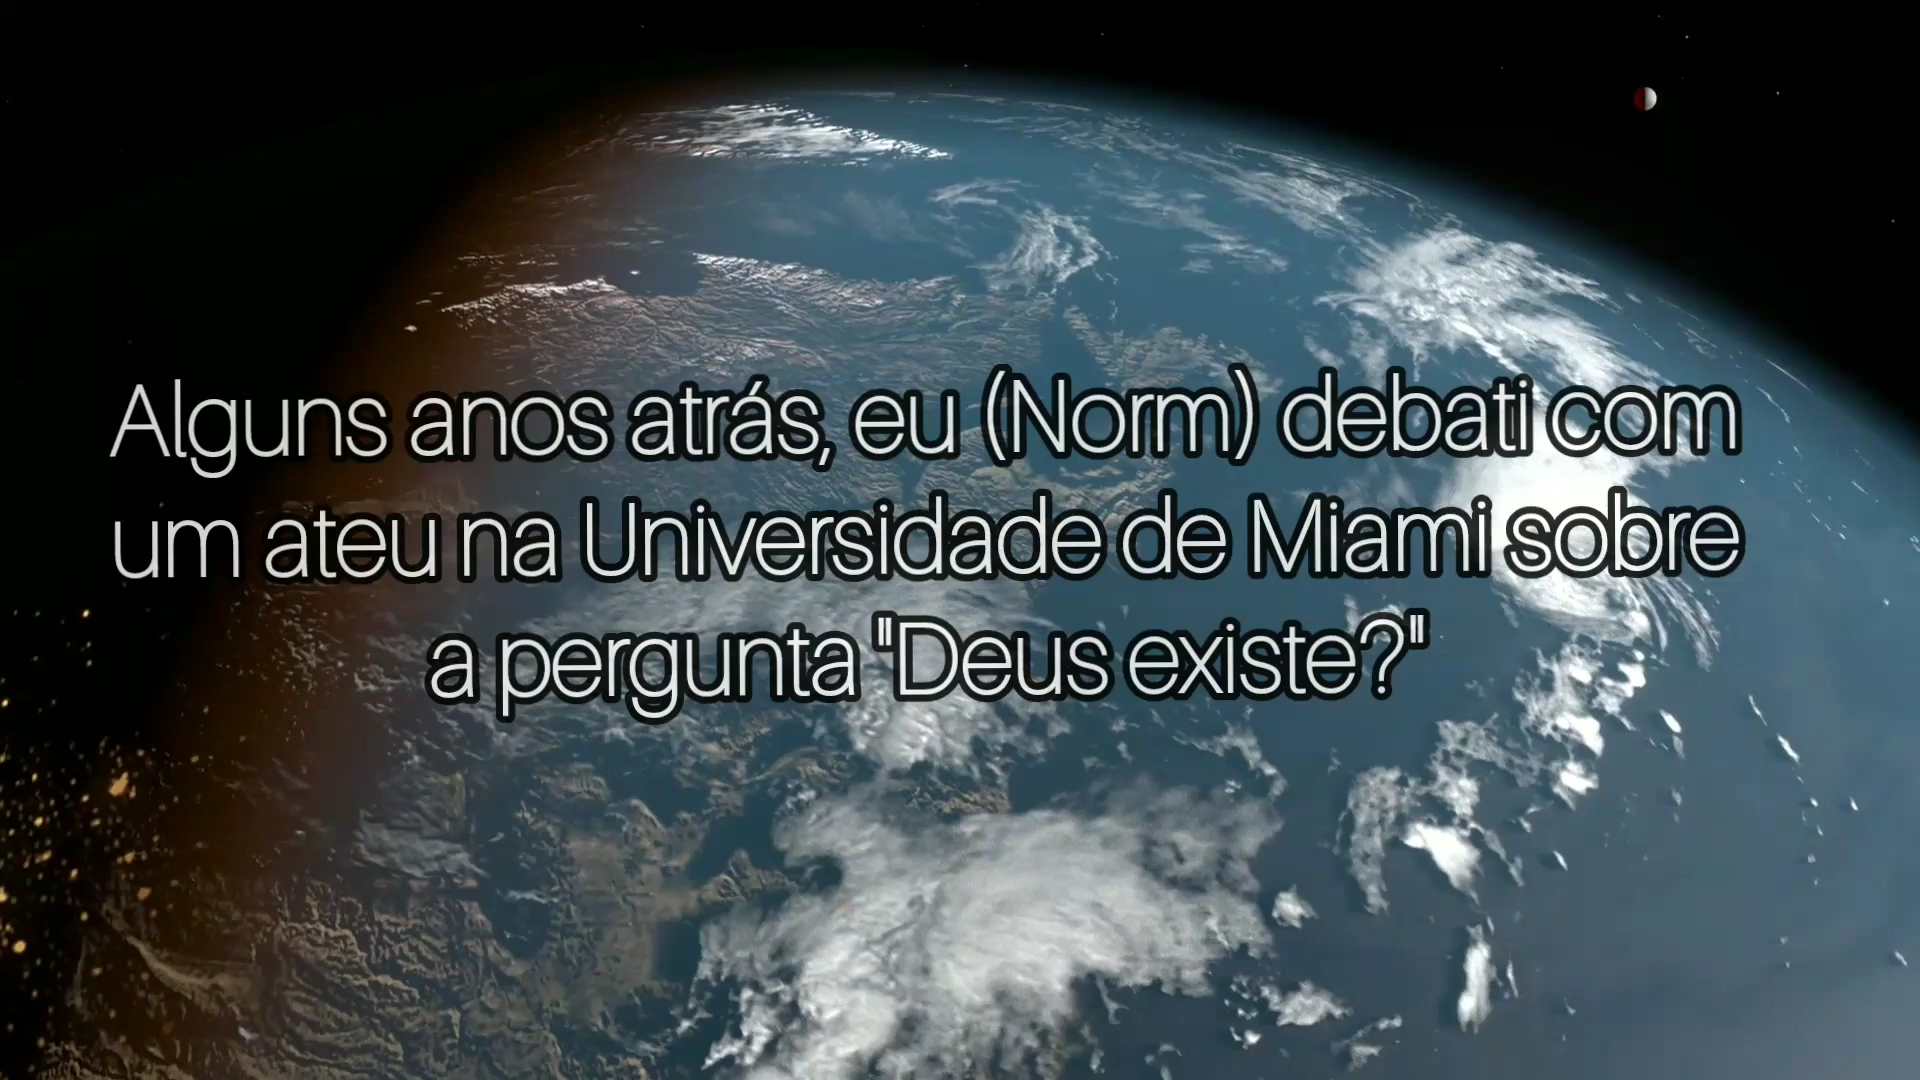 Alguns anos atrás, eu (Norm) debati com
um ateu na Universidade de Miami sobre
a pergunta "Deus existe?"